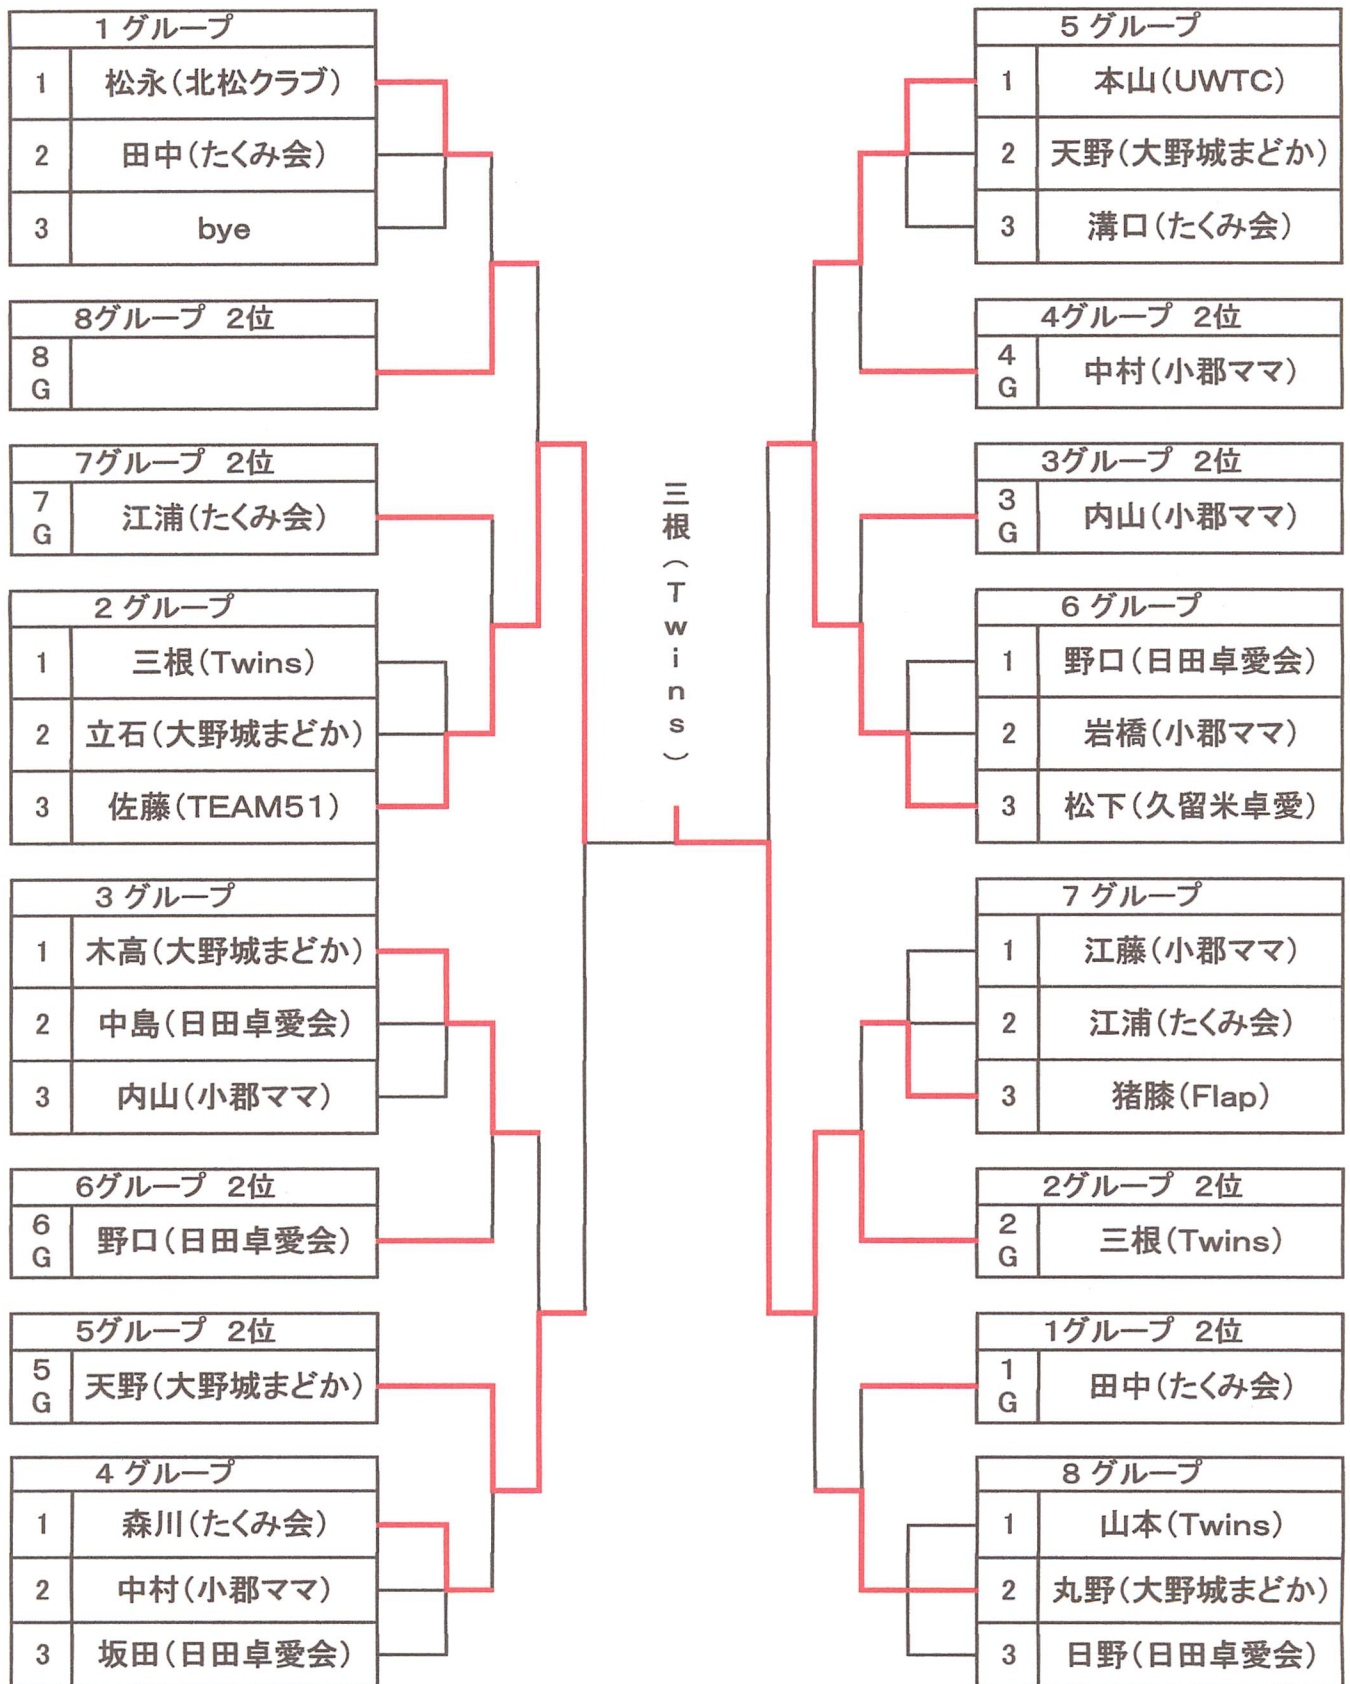 1 グループ
1 松永(北松クラブ)
2 田中(たくみ会)
3 bye
8グループ 2位
8G
7グループ 2位
7G 江浦(たくみ会)
2 グループ
1 三根(Twins)
2 立石(大野城まどか)
3 佐藤(TEAM51)
3 グループ
1 木高(大野城まどか)
2 中島(日田卓愛会)
3 内山(小郡ママ)
6グループ 2位
6G 野口(日田卓愛会)
5グループ 2位
5G 天野(大野城まどか)
4 グループ
1 森川(たくみ会)
2 中村(小郡ママ)
3 坂田(日田卓愛会)
三根(Twins)
5 グループ
1 本山(UWTC)
2 天野(大野城まどか)
3 溝口(たくみ会)
4グループ 2位
4G 中村(小郡ママ)
3グループ 2位
3G 内山(小郡ママ)
6 グループ
1 野口(日田卓愛会)
2 岩橋(小郡ママ)
3 松下(久留米卓愛)
7 グループ
1 江藤(小郡ママ)
2 江浦(たくみ会)
3 猪膝(Flap)
2グループ 2位
2G 三根(Twins)
1グループ 2位
1G 田中(たくみ会)
8 グループ
1 山本(Twins)
2 丸野(大野城まどか)
3 日野(日田卓愛会)